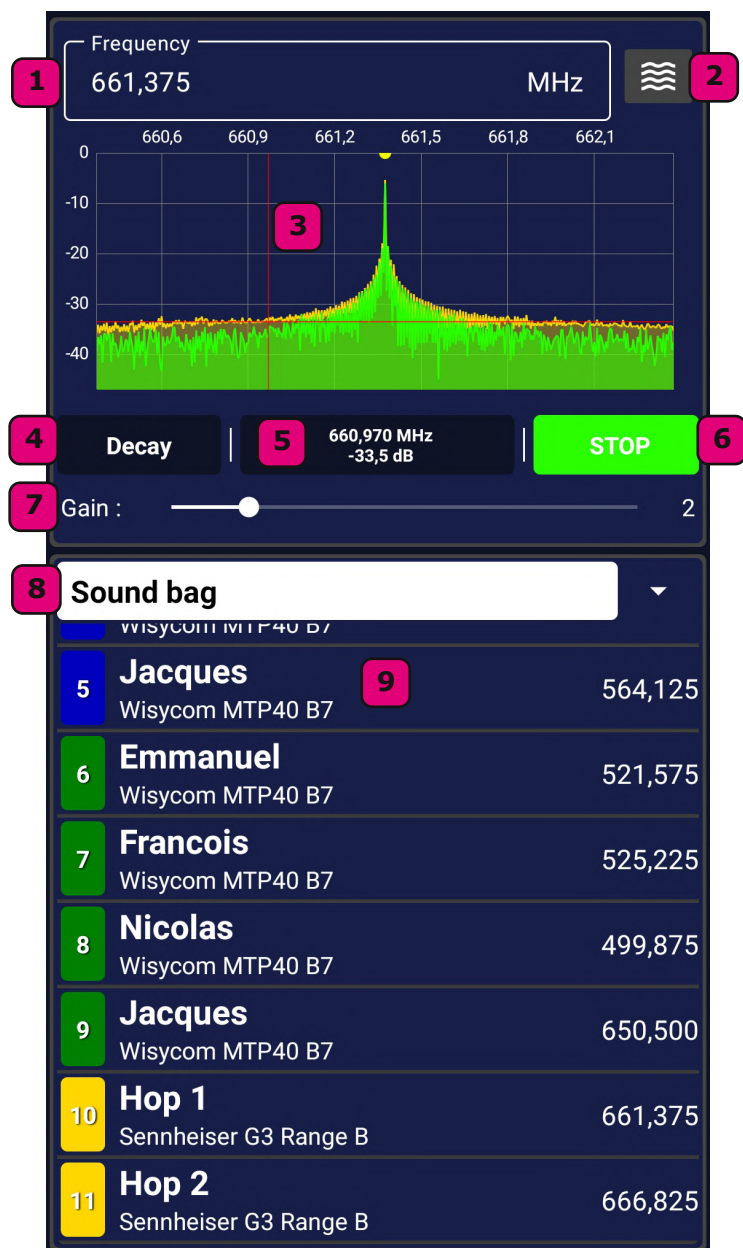 Frequency
1
661,375 MHz
2
660,6 660,9 661,2 661,5 661,8 662,1
0
-10
3
-20
-30
-40
4
Decay
5
660,970 MHz
-33,5 dB
STOP
6
7
Gain :
2
8
Sound bag
Wisycom MTP40 B7
5
Jacques
9
Wisycom MTP40 B7
564,125
6
Emmanuel
Wisycom MTP40 B7
521,575
7
Francois
Wisycom MTP40 B7
525,225
8
Nicolas
Wisycom MTP40 B7
499,875
9
Jacques
Wisycom MTP40 B7
650,500
10
Hop 1
Sennheiser G3 Range B
661,375
11
Hop 2
Sennheiser G3 Range B
666,825